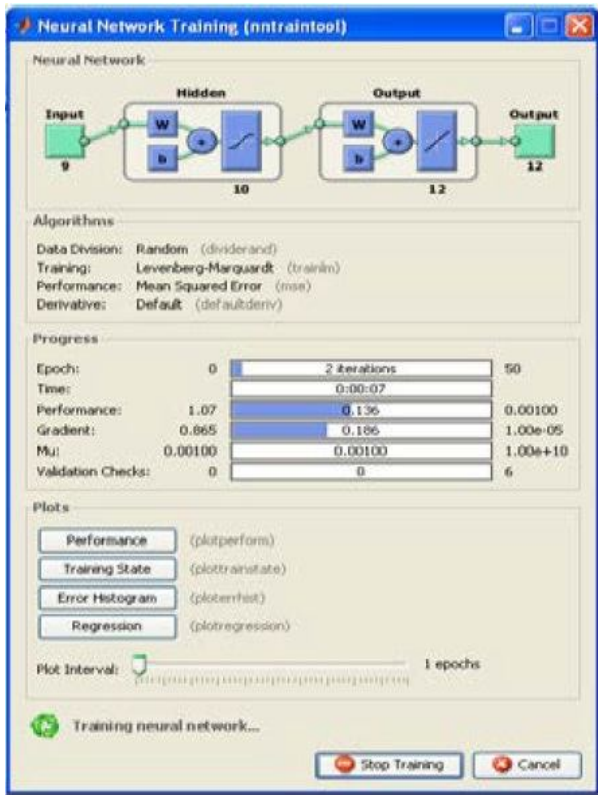 Neural Network Training (nntraintool)
Neural Network
Hidden Output
Input Output
W W
+ +
b b
9 12
10 12
Algorithms
Data Division: Random (dividerand)
Training: Levenberg-Marquardt (trainlm)
Performance: Mean Squared Error (mse)
Derivative: Default (defaultderiv)
Progress
Epoch: 0 2 iterations 50
Time: 0:00:07
Performance: 1.07 0.136 0.00100
Gradient: 0.865 0.186 1.00e-05
Mu: 0.00100 0.00100 1.00e+10
Validation Checks: 0 0 6
Plots
Performance (plotperform)
Training State (plottrainstate)
Error Histogram (ploterrhist)
Regression (plotregression)
Plot Interval: 1 epochs
Training neural network...
Stop Training Cancel